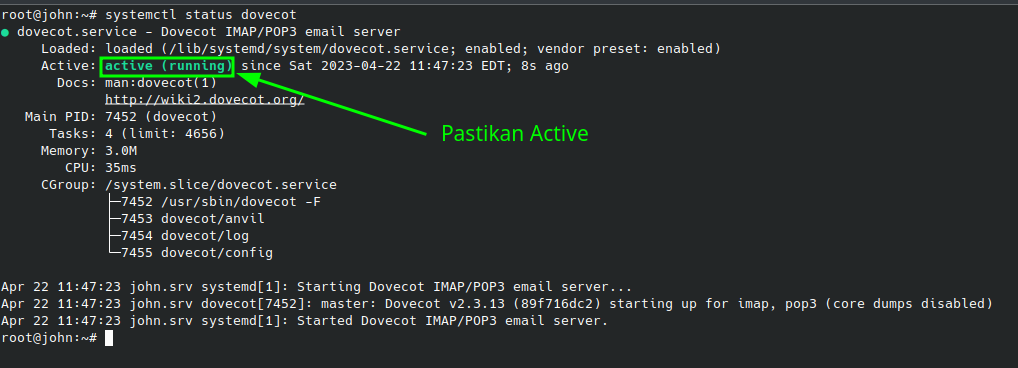 root@john:~# systemctl status dovecot
● dovecot.service - Dovecot IMAP/POP3 email server
Loaded: loaded (/lib/systemd/system/dovecot.service; enabled; vendor preset: enabled)
Active: active (running) since Sat 2023-04-22 11:47:23 EDT; 8s ago
Docs: man:dovecot(1)
http://wiki2.dovecot.org/
Main PID: 7452 (dovecot)
Pastikan Active
Tasks: 4 (limit: 4656)
Memory: 3.0M
CPU: 35ms
CGroup: /system.slice/dovecot.service
├─7452 /usr/sbin/dovecot -F
├─7453 dovecot/anvil
├─7454 dovecot/log
└─7455 dovecot/config
Apr 22 11:47:23 john.srv systemd[1]: Starting Dovecot IMAP/POP3 email server...
Apr 22 11:47:23 john.srv dovecot[7452]: master: Dovecot v2.3.13 (89f716dc2) starting up for imap, pop3 (core dumps disabled)
Apr 22 11:47:23 john.srv systemd[1]: Started Dovecot IMAP/POP3 email server.
root@john:~#